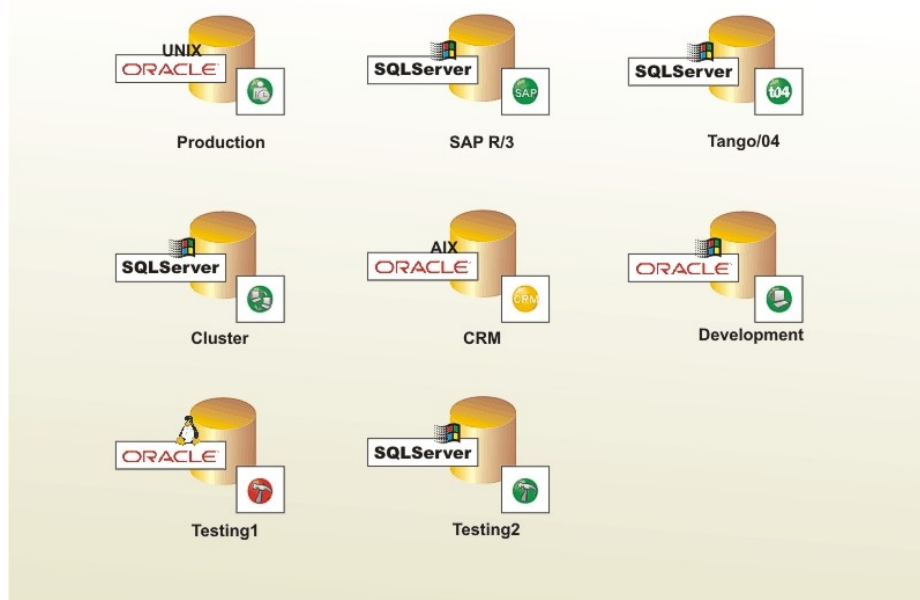 UNIX
ORACLE
Production
SQLServer
SAP
SAP R/3
SQLServer
t04
Tango/04
SQLServer
Cluster
AIX
ORACLE
CRM
CRM
ORACLE
Development
ORACLE
Testing1
SQLServer
Testing2